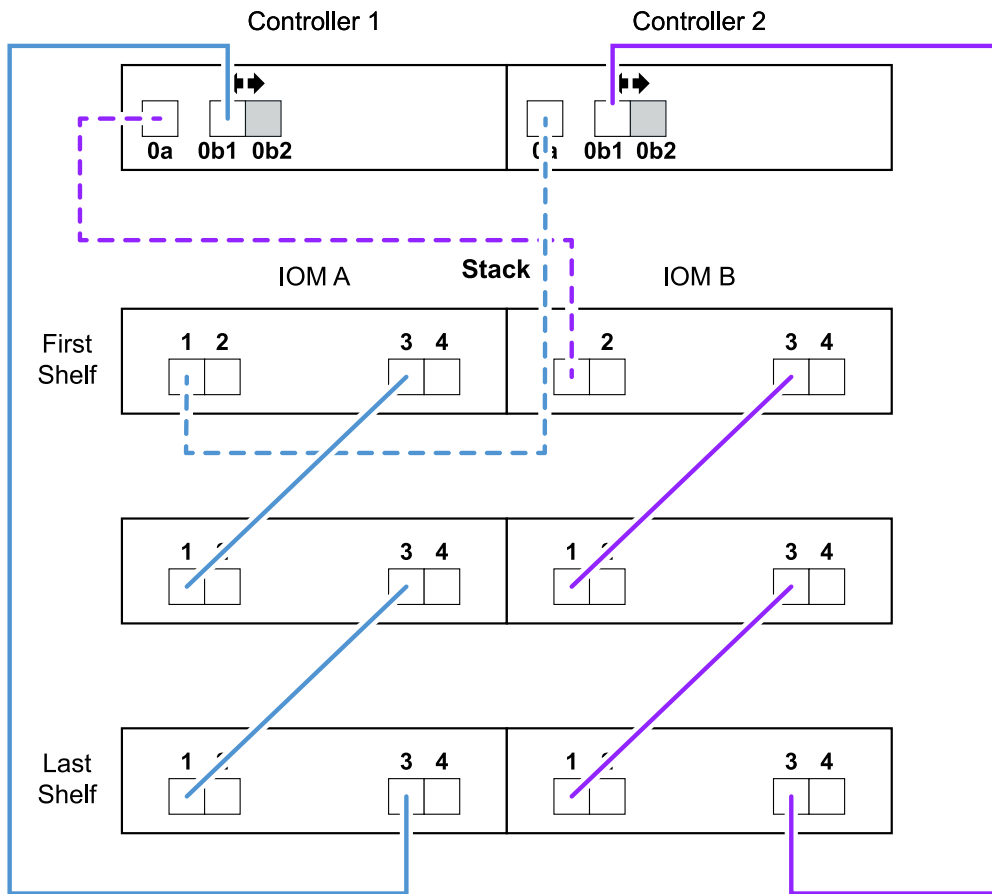 Controller 1 Controller 2
0a 0b1 0b2 0b1 0b2
Stack
IOM A IOM B
First
Shelf
1 2 3 4 2 3 4
1 3 4 1 3 4
Last
Shelf
1 3 4 1 3 4